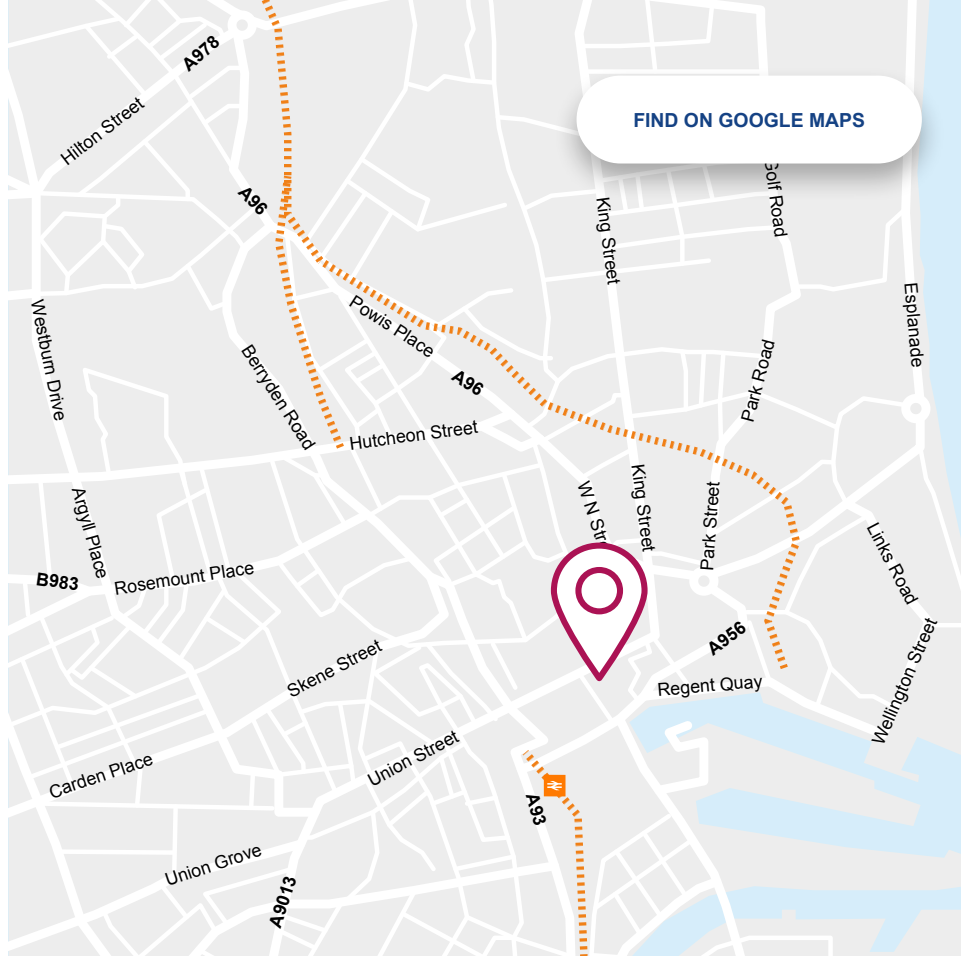 A978
Hilton Street
FIND ON GOOGLE MAPS
Golf Road
A96
King Street
Westburn Drive
Powis Place
Esplanade
Berryden Road
Park Road
A96
Hutcheon Street
King Street
W N Str
Park Street
Argyll Place
Links Road
B983
Rosemount Place
A956
Wellington Street
Skene Street
Regent Quay
Union Street
Carden Place
A93
Union Grove
A9013